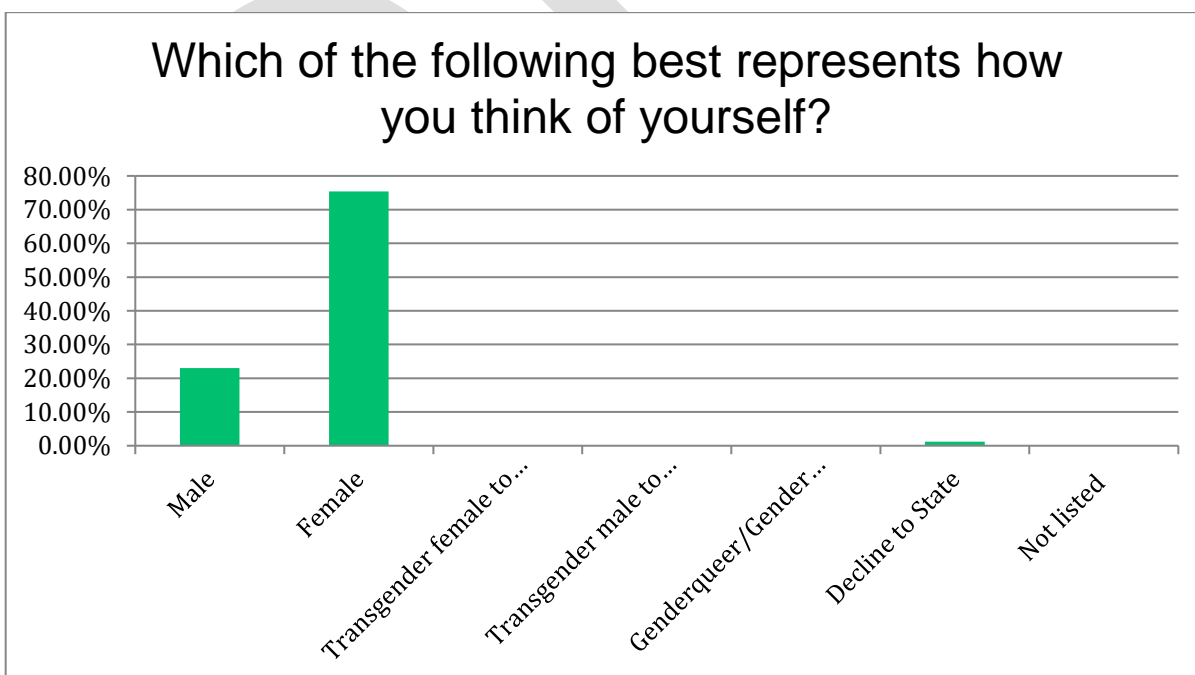 Which of the following best represents how
you think of yourself?
80.00%
70.00%
60.00%
50.00%
40.00%
30.00%
20.00%
10.00%
0.00%
Male
Female
Transgender female to...
Transgender male to...
Genderqueer/Gender...
Decline to State
Not listed